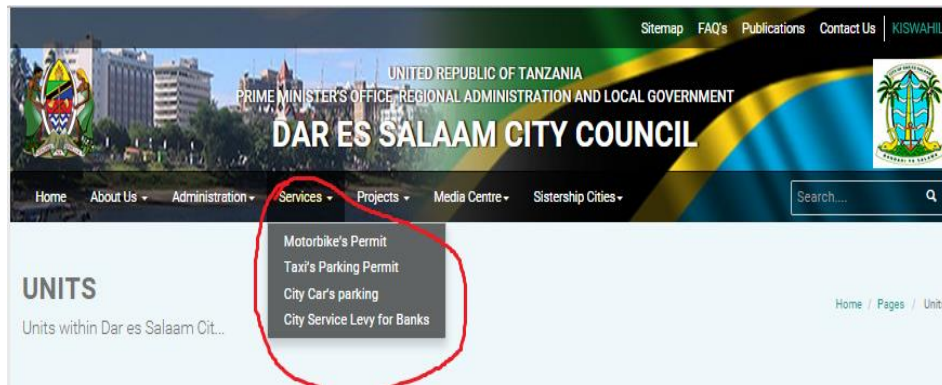 Sitemap FAQ's Publications Contact Us KISWAHIL
UNITED REPUBLIC OF TANZANIA
PRIME MINISTER'S OFFICE, REGIONAL ADMINISTRATION AND LOCAL GOVERNMENT
DAR ES SALAAM CITY COUNCIL
Home About Us Administration Services Projects Media Centre Sistership Cities Search....
Motorbike's Permit
Taxi's Parking Permit
City Car's parking
City Service Levy for Banks
UNITS
Units within Dar es Salaam Cit...
Home / Pages / Units